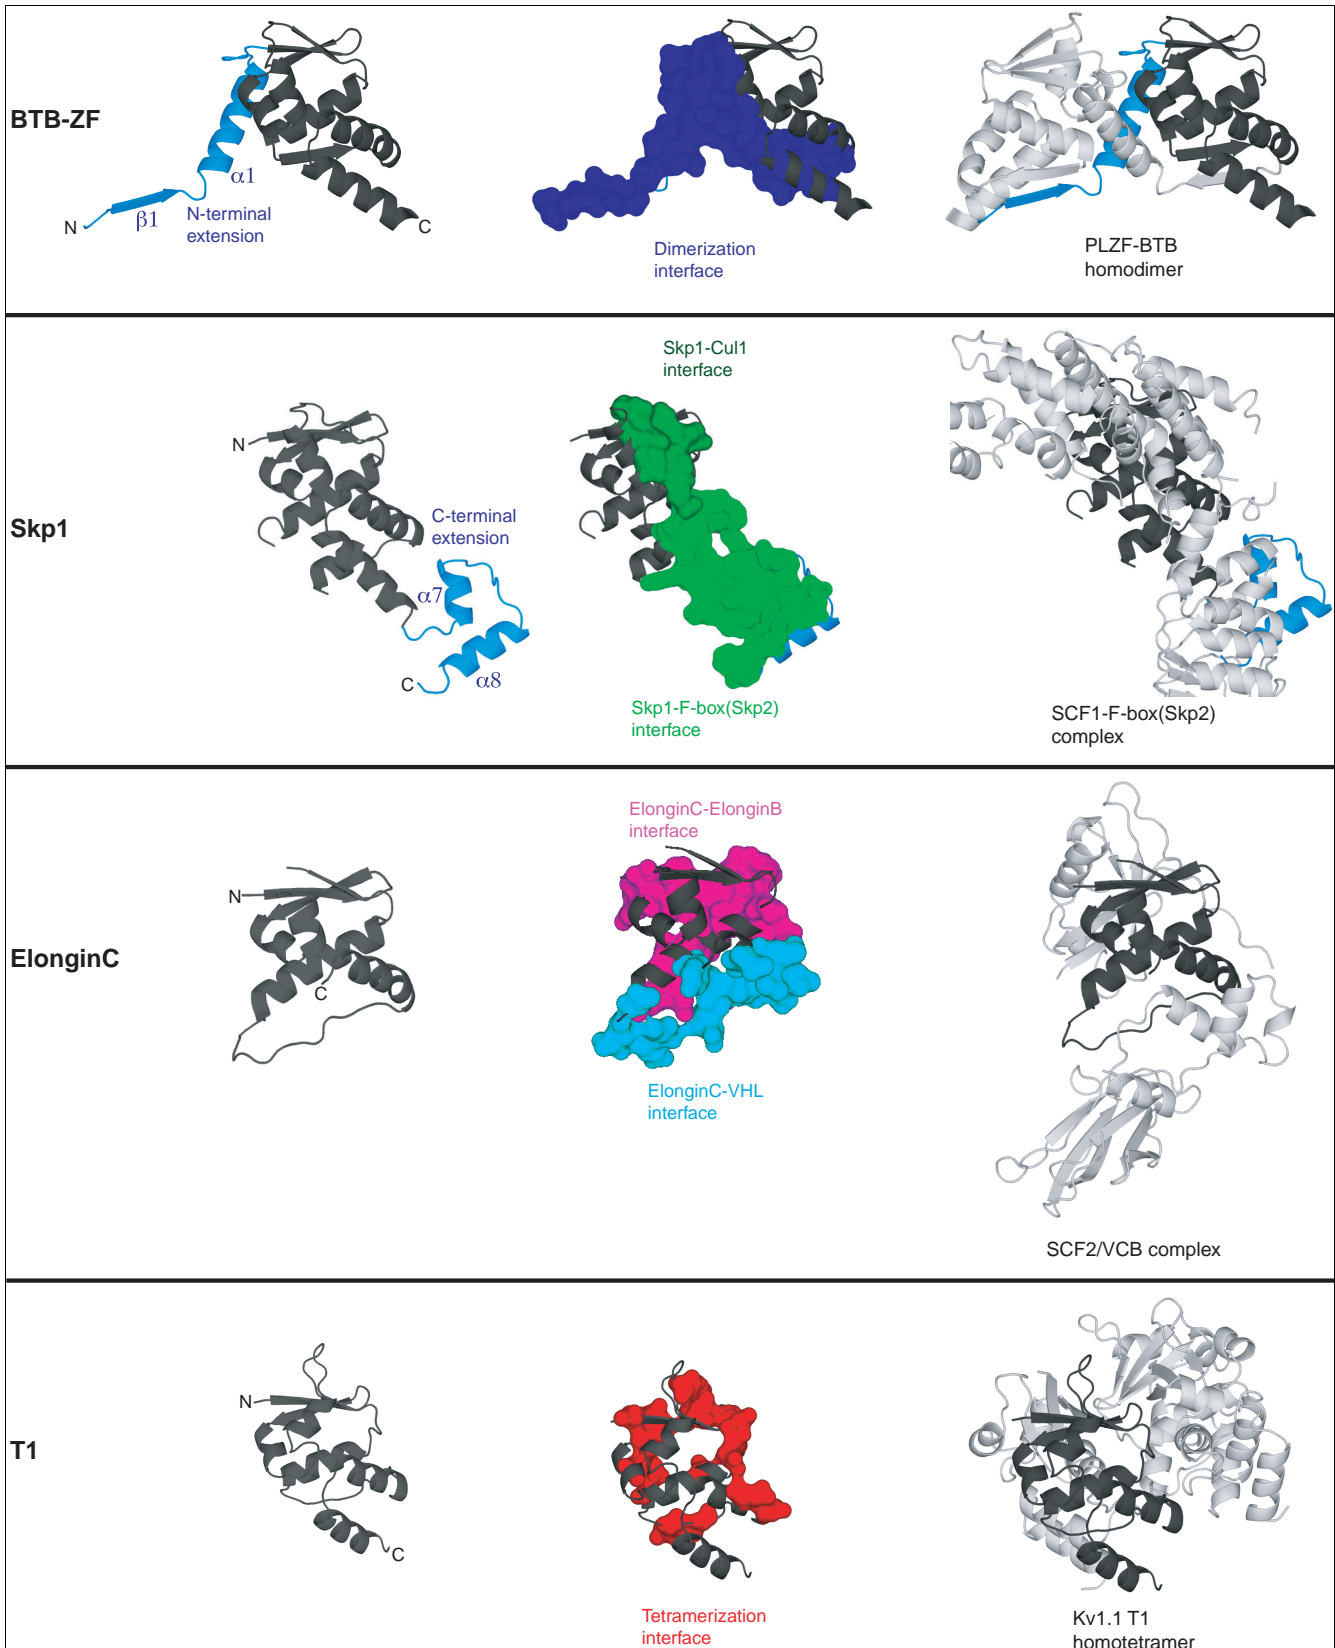 BTB-ZF
N
β1
α1
N-terminal
extension
C
Dimerization
interface
PLZF-BTB
homodimer
Skp1
N
C-terminal
extension
α7
α8
C
Skp1-Cul1
interface
Skp1-F-box(Skp2)
interface
SCF1-F-box(Skp2)
complex
ElonginC
N
C
ElonginC-ElonginB
interface
ElonginC-VHL
interface
SCF2/VCB complex
T1
N
C
Tetramerization
interface
Kv1.1 T1
homotetramer